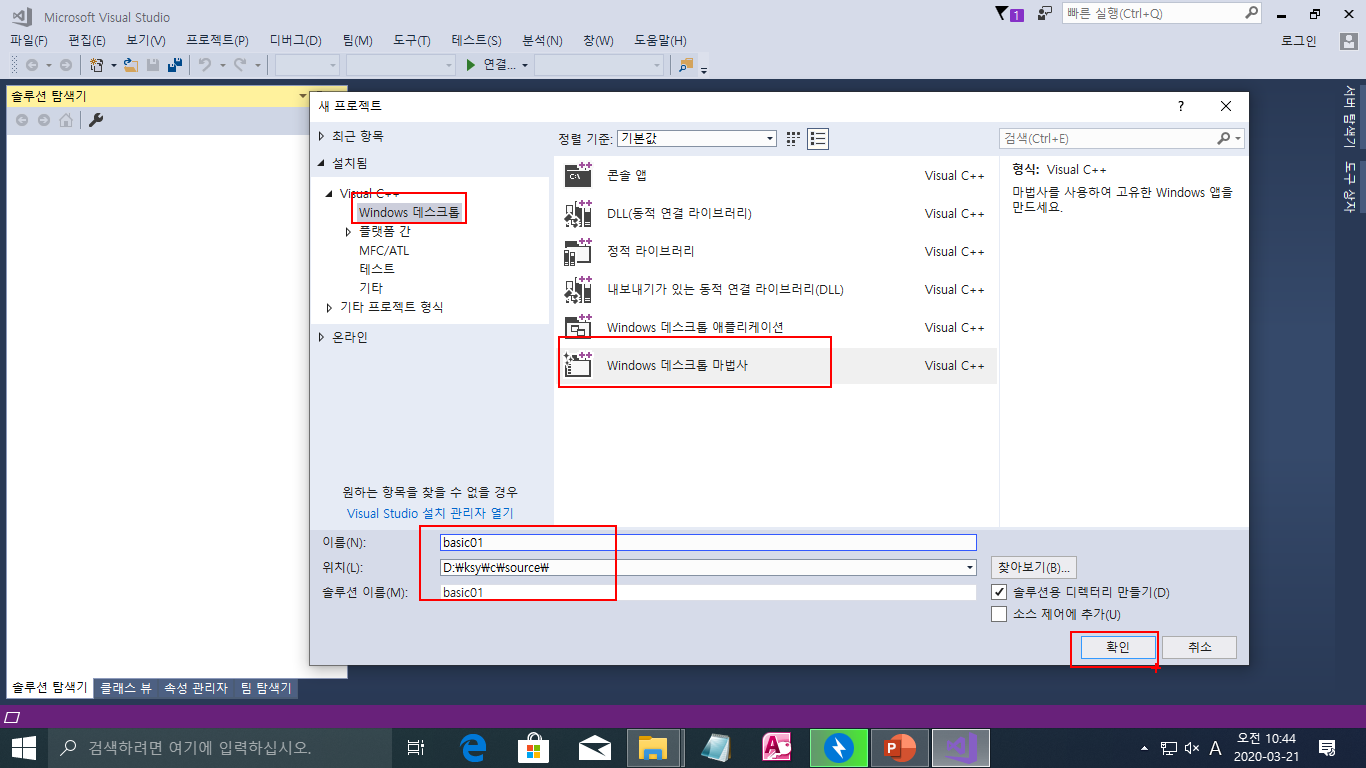 Microsoft Visual Studio
1
빠른 실행(Ctrl+Q)
파일(F) 편집(E) 보기(V) 프로젝트(P) 디버그(D) 팀(M) 도구(T) 테스트(S) 분석(N) 창(W) 도움말(H)
로그인
연결...
솔루션 탐색기
새 프로젝트
?
최근 항목
설치됨
Visual C++
Windows 데스크톱
플랫폼 간
MFC/ATL
테스트
기타
기타 프로젝트 형식
온라인
원하는 항목을 찾을 수 없을 경우
Visual Studio 설치 관리자 열기
정렬 기준: 기본값
콘솔 앱 Visual C++
DLL(동적 연결 라이브러리) Visual C++
정적 라이브러리 Visual C++
내보내기가 있는 동적 연결 라이브러리(DLL) Visual C++
Windows 데스크톱 애플리케이션 Visual C++
Windows 데스크톱 마법사 Visual C++
검색(Ctrl+E)
형식: Visual C++
마법사를 사용하여 고유한 Windows 앱을
만드세요.
이름(N): basic01
위치(L): D:₩ksy₩c₩source₩
찾아보기(B)...
솔루션 이름(M): basic01
솔루션용 디렉터리 만들기(D)
소스 제어에 추가(U)
확인 취소
서버 탐색기
도구 상자
솔루션 탐색기 클래스 뷰 속성 관리자 팀 탐색기
검색하려면 여기에 입력하십시오.
A
오전 10:44
2020-03-21